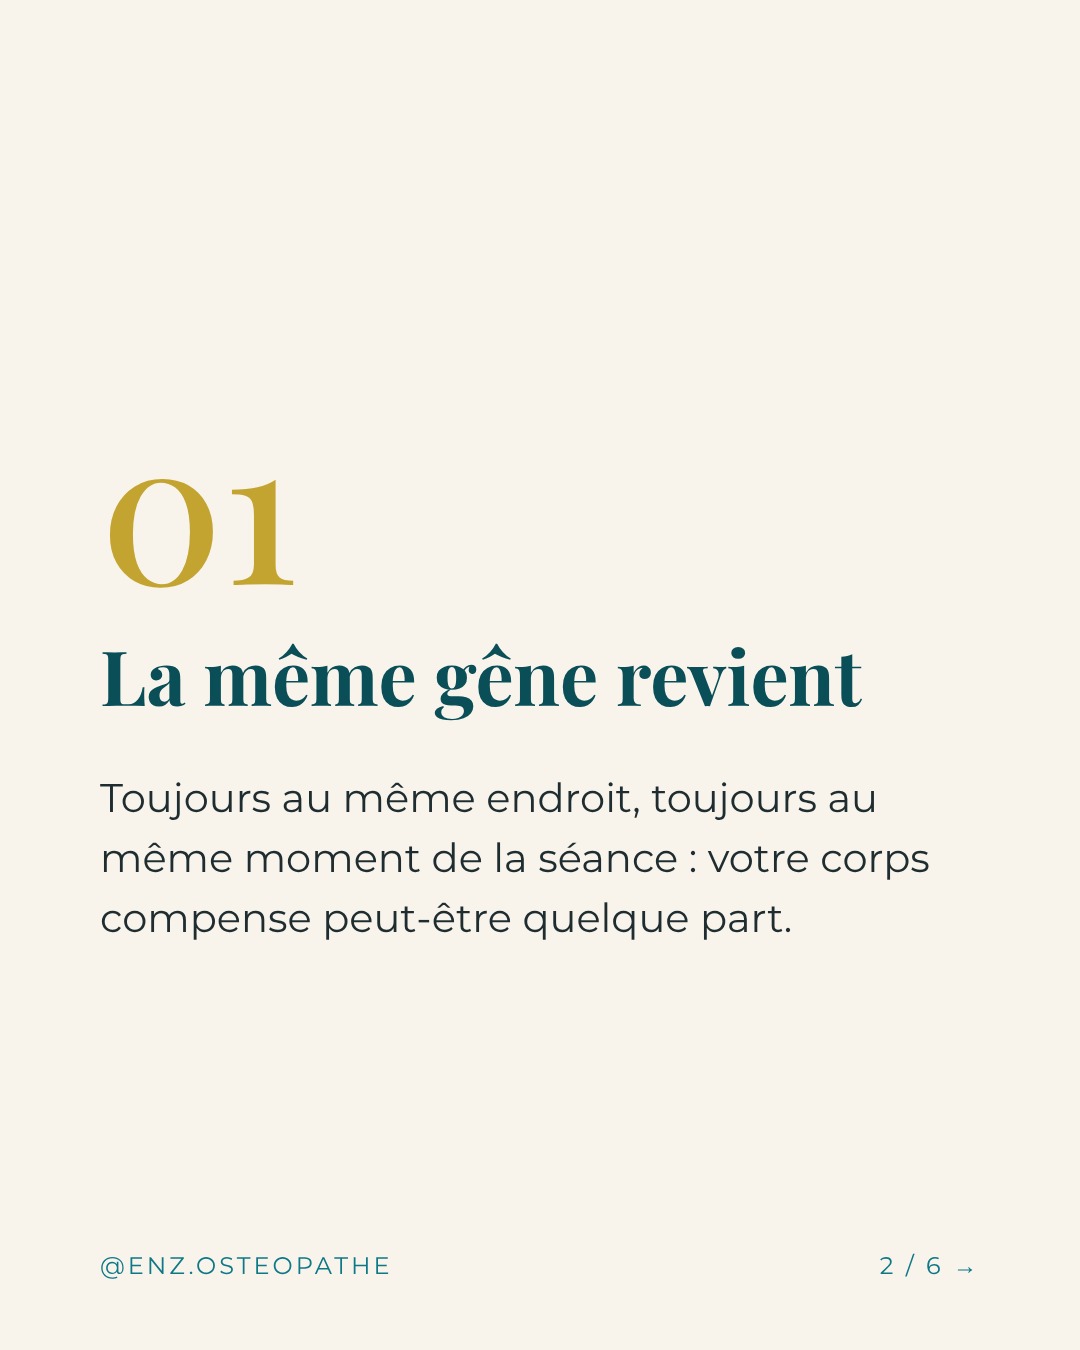 01
La même gêne revient
Toujours au même endroit, toujours au
même moment de la séance : votre corps
compense peut-être quelque part.
@ENZ.OSTEOPATHE
2 / 6 →